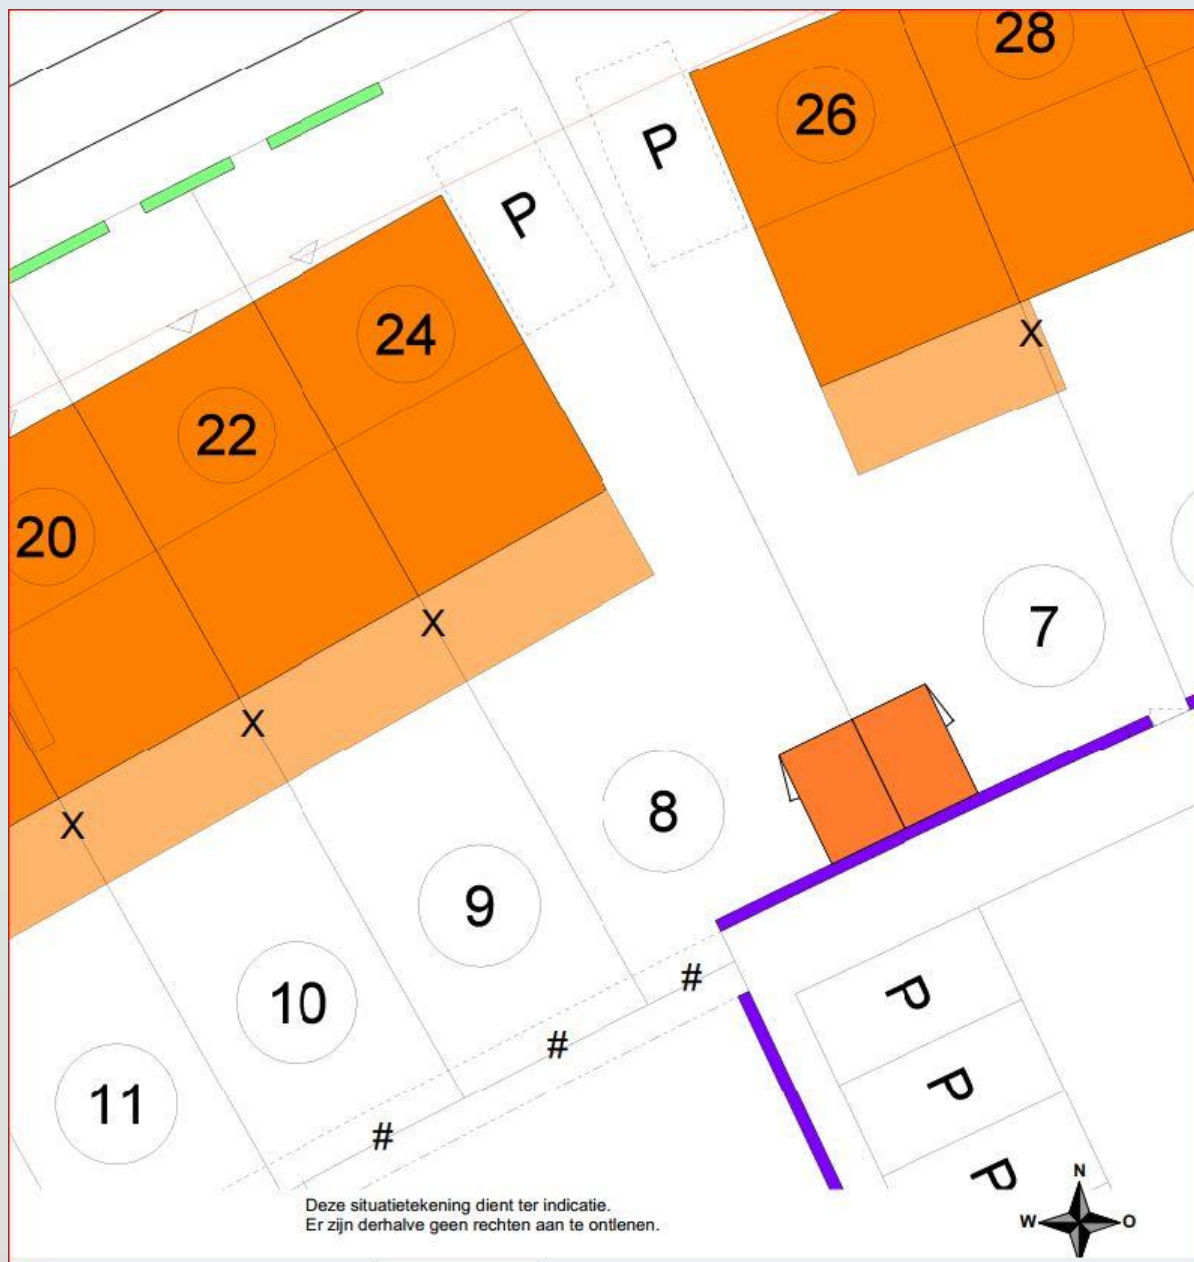 28
26
P
P
24
22
20
X
7
X
X
8
X
9
10
#
P
#
11
P
#
P
N
W O
Deze situatietekening dient ter indicatie.
Er zijn derhalve geen rechten aan te ontlenen.